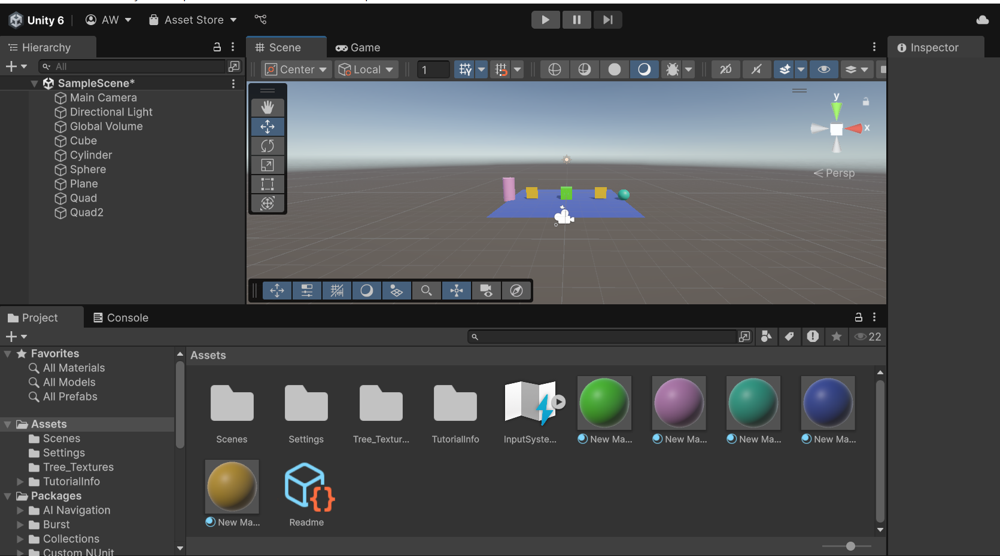 Unity 6
AW
Asset Store
Hierarchy
Scene
Game
Inspector
All
Center
Local
1
2D
SampleScene*
Main Camera
Directional Light
Global Volume
Cube
Cylinder
Sphere
Plane
Quad
Quad2
y
x
Persp
Project
Console
22
Favorites
All Materials
All Models
All Prefabs
Assets
Scenes
Settings
Tree_Textures
TutorialInfo
Packages
AI Navigation
Burst
Collections
Custom NUnit
Assets
Scenes
Settings
Tree_Textur...
TutorialInfo
InputSyste...
New Ma...
New Ma...
New Ma...
New Ma...
New Ma...
Readme